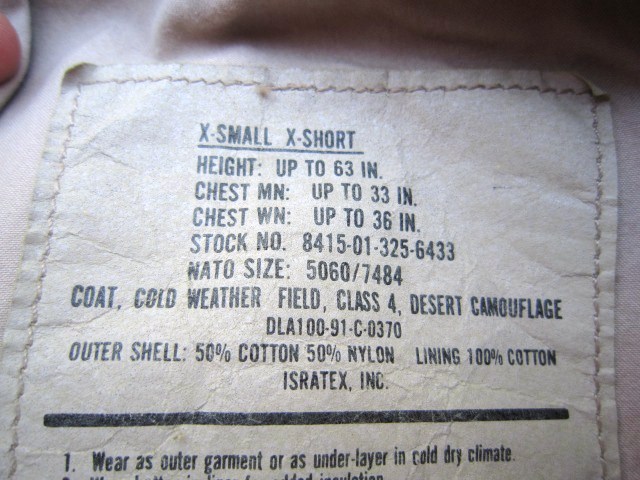 X-SMALL X-SHORT
HEIGHT: UP TO 63 IN.
CHEST MN: UP TO 33 IN.
CHEST WN: UP TO 36 IN.
STOCK NO. 8415-01-325-6433
NATO SIZE: 5060/7484
COAT, COLD WEATHER FIELD, CLASS 4, DESERT CAMOUFLAGE
DLA100-91-C-0370
OUTER SHELL: 50% COTTON 50% NYLON LINING 100% COTTON
ISRATEX, INC.
1. Wear as outer garment or as under-layer in cold dry climate.
for added insulation